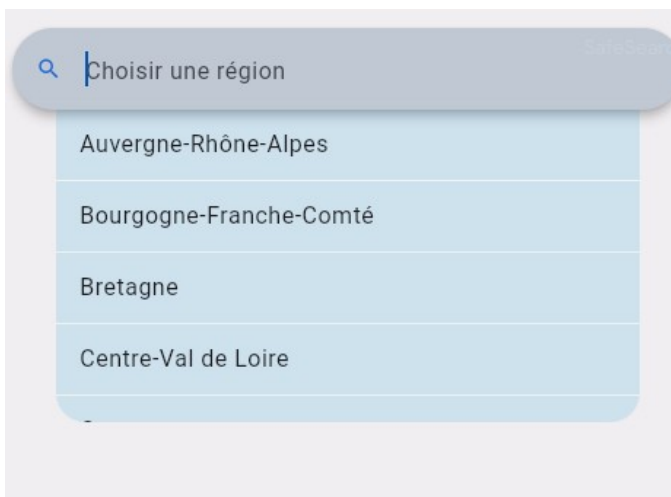 Choisir une région
Auvergne-Rhône-Alpes
Bourgogne-Franche-Comté
Bretagne
Centre-Val de Loire